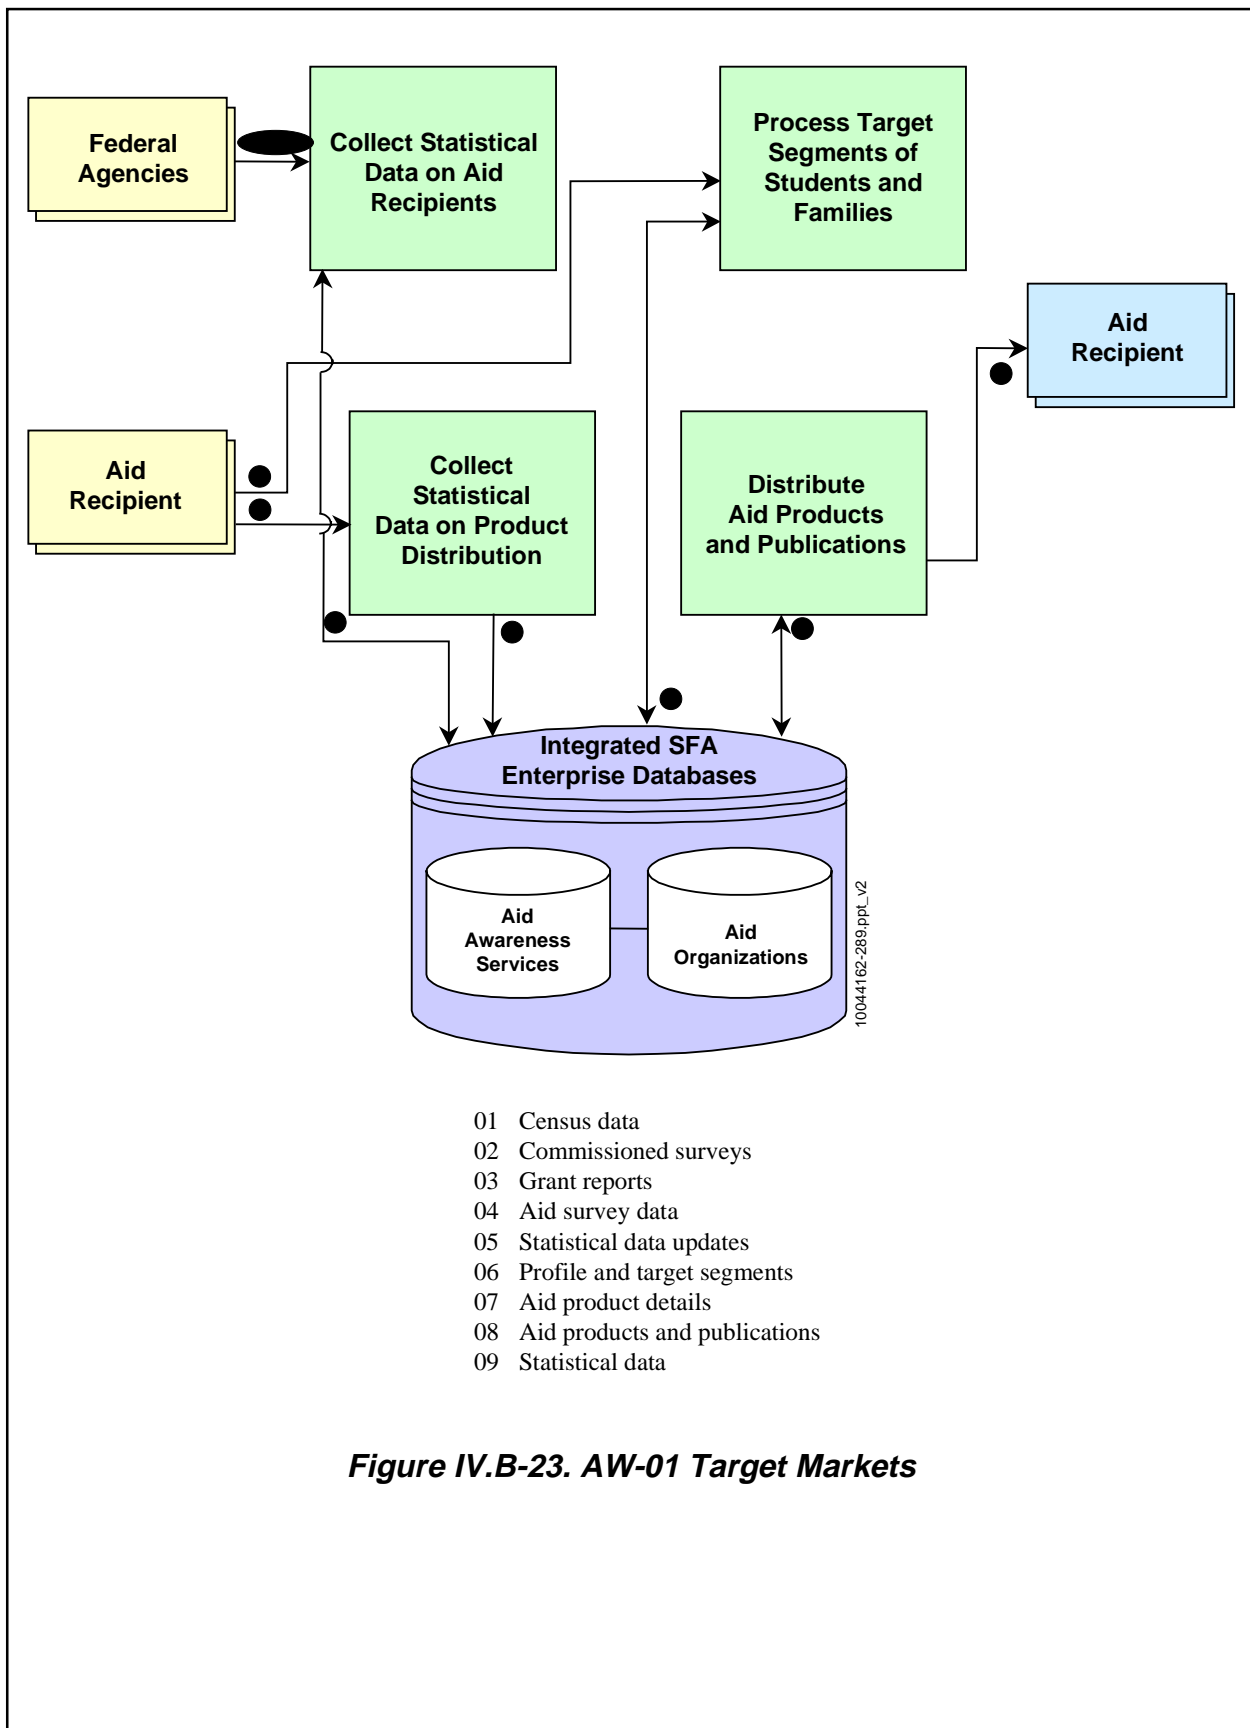 Federal
Agencies
Collect Statistical
Data on Aid
Recipients
Process Target
Segments of
Students and
Families
Aid
Recipient
Aid
Recipient
Collect
Statistical
Data on Product
Distribution
Distribute
Aid Products
and Publications
Integrated SFA
Enterprise Databases
Aid
Awareness
Services
Aid
Organizations
10044162-289.ppt_v2
01 Census data
02 Commissioned surveys
03 Grant reports
04 Aid survey data
05 Statistical data updates
06 Profile and target segments
07 Aid product details
08 Aid products and publications
09 Statistical data
Figure IV.B-23. AW-01 Target Markets